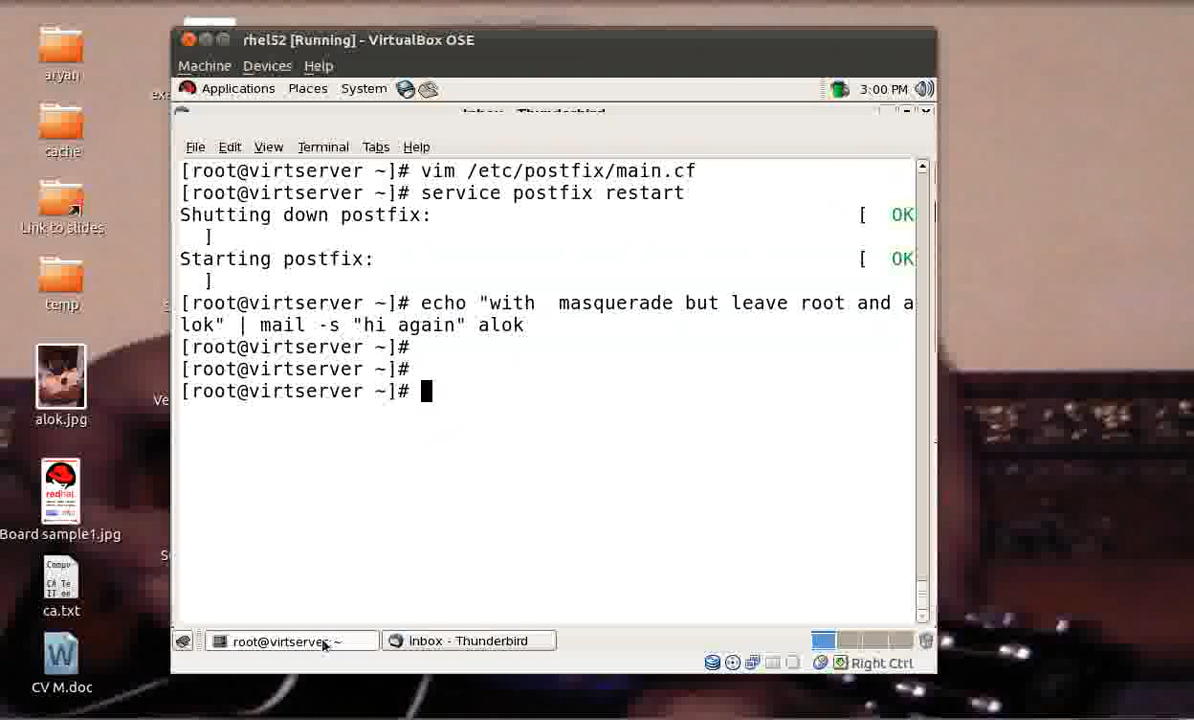 rhel52 [Running] - VirtualBox OSE
Machine Devices Help
Applications Places System 3:00 PM
Inbox - Thunderbird
File Edit View Terminal Tabs Help
[root@virtserver ~]# vim /etc/postfix/main.cf
[root@virtserver ~]# service postfix restart
Shutting down postfix: [ OK
]
Starting postfix: [ OK
]
[root@virtserver ~]# echo "with  masquerade but leave root and a
lok" | mail -s "hi again" alok
[root@virtserver ~]#
[root@virtserver ~]#
[root@virtserver ~]#
root@virtserver:~ Inbox - Thunderbird
Right Ctrl
aryan
cache
Link to slides
temp
alok.jpg
redhat
Board sample1.jpg
ca.txt
W
CV M.doc